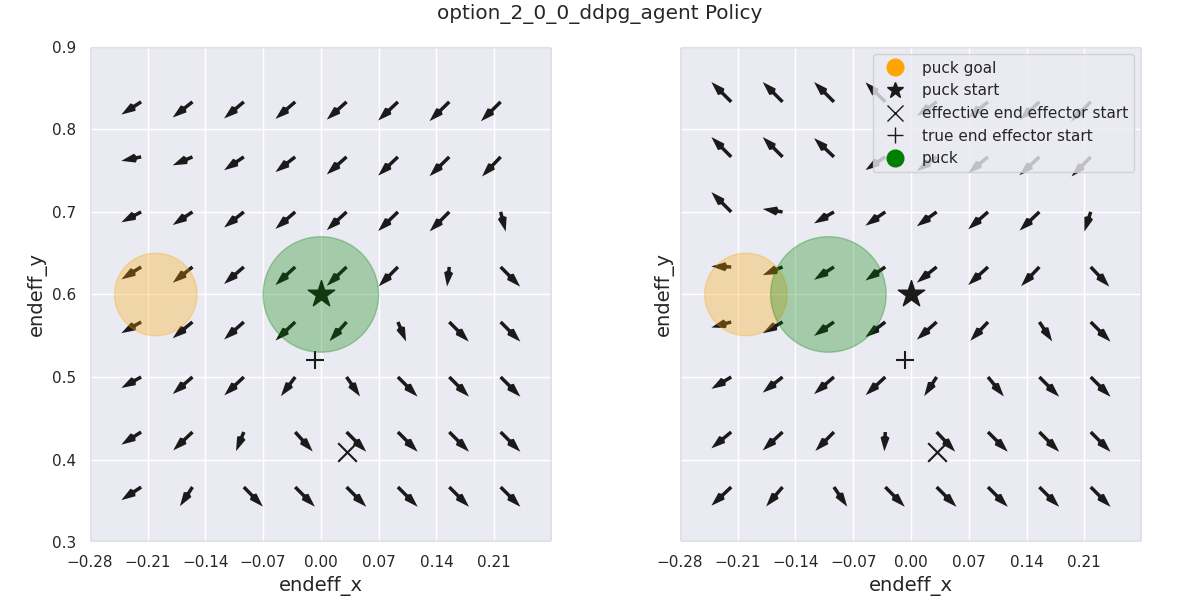 option_2_0_0_ddpg_agent Policy
endeff_y
0.9
0.8
0.7
0.6
0.5
0.4
0.3
−0.28 −0.21 −0.14 −0.07 0.00 0.07 0.14 0.21
endeff_x
endeff_y
puck goal
puck start
effective end effector start
true end effector start
puck
−0.28 −0.21 −0.14 −0.07 0.00 0.07 0.14 0.21
endeff_x